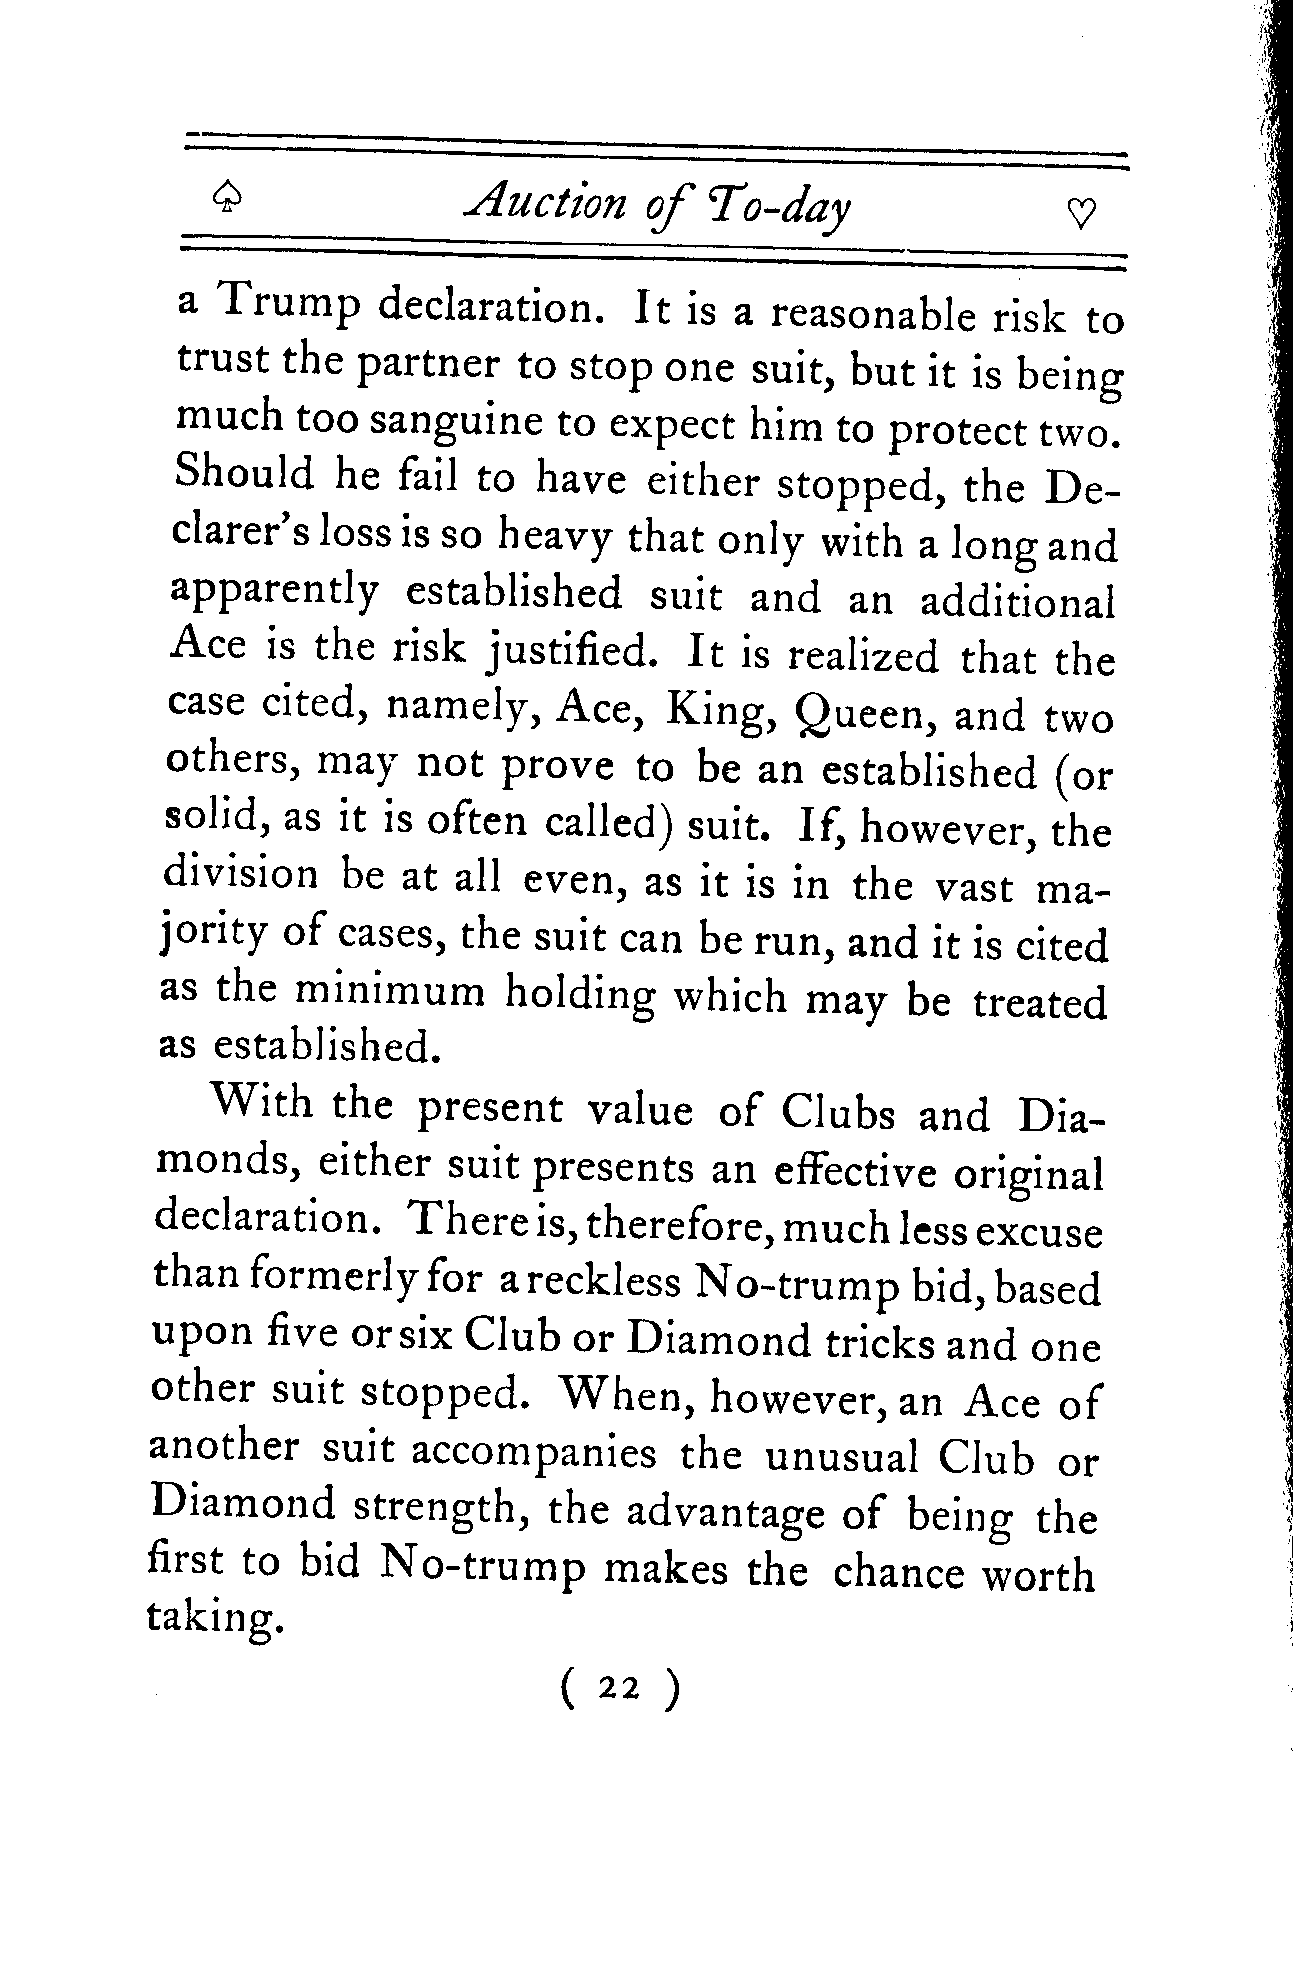 ♤ Auction of To-day ♡
a Trump declaration. It is a reasonable risk to
trust the partner to stop one suit, but it is being
much too sanguine to expect him to protect two.
Should he fail to have either stopped, the De-
clarer's loss is so heavy that only with a long and
apparently established suit and an additional
Ace is the risk justified. It is realized that the
case cited, namely, Ace, King, Queen, and two
others, may not prove to be an established (or
solid, as it is often called) suit. If, however, the
division be at all even, as it is in the vast ma-
jority of cases, the suit can be run, and it is cited
as the minimum holding which may be treated
as established.
With the present value of Clubs and Dia-
monds, either suit presents an effective original
declaration. There is, therefore, much less excuse
than formerly for a reckless No-trump bid, based
upon five or six Club or Diamond tricks and one
other suit stopped. When, however, an Ace of
another suit accompanies the unusual Club or
Diamond strength, the advantage of being the
first to bid No-trump makes the chance worth
taking.
( 22 )